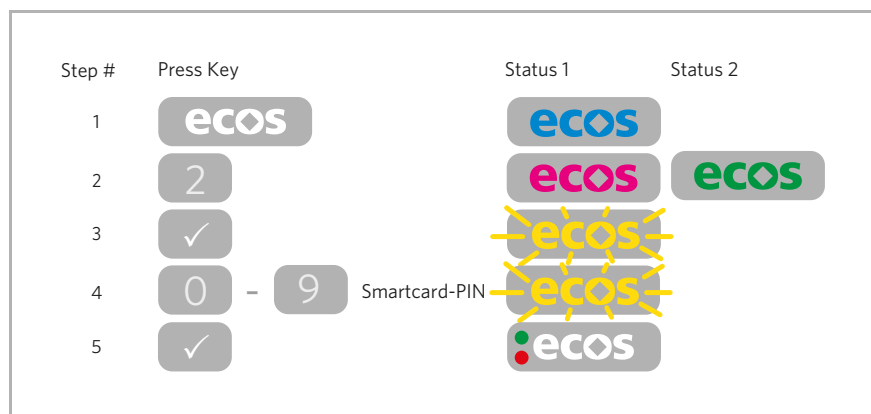 Step # Press Key Status 1 Status 2
1 ecos ecos
2 2 ecos ecos
3 ✓ ecos
4 0 - 9 Smartcard-PIN ecos
5 ✓ ecos